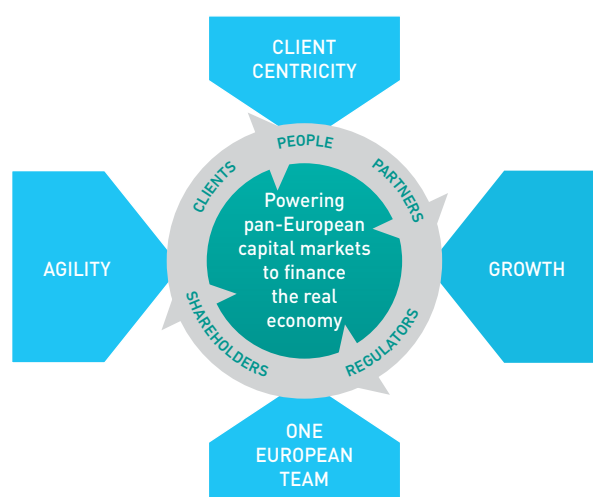 CLIENT
CENTRICITY
PEOPLE
CLIENTS
PARTNERS
Powering
pan-European
capital markets
to finance
the real
economy
AGILITY
GROWTH
SHAREHOLDERS
REGULATORS
ONE
EUROPEAN
TEAM